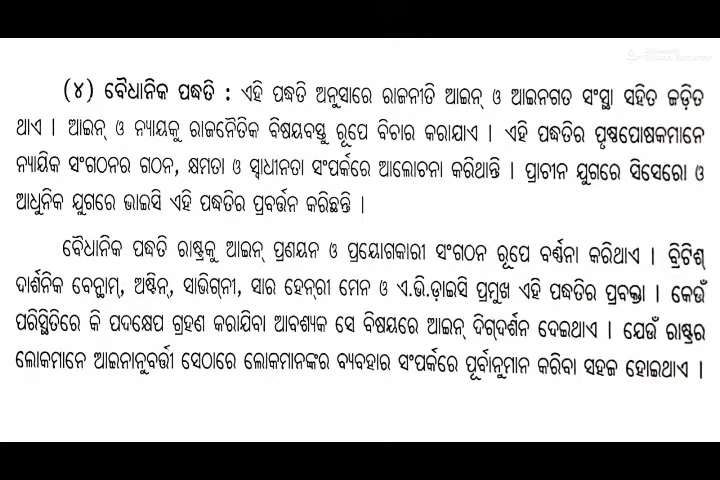 (୪) ବୈଧାନିକ ପଦ୍ଧତି : ଏହି ପଦ୍ଧତି ଅନୁସାରେ ରାଜନୀତି ଆଇନ୍ ଓ ଆଇନଗତ ସଂସ୍ଥା ସହିତ ଜଡ଼ିତ
ଥାଏ । ଆଇନ୍ ଓ ନ୍ୟାୟକୁ ରାଜନୈତିକ ବିଷୟବସ୍ତୁ ରୂପେ ବିଚାର କରାଯାଏ । ଏହି ପଦ୍ଧତିର ପୃଷ୍ଠପୋଷକମାନେ
ନ୍ୟାୟିକ ସଂଗଠନର ଗଠନ, କ୍ଷମତା ଓ ସ୍ବାଧୀନତା ସଂପର୍କରେ ଆଲୋଚନା କରିଥାନ୍ତି । ପ୍ରାଚୀନ ଯୁଗରେ ସିସେରୋ ଓ
ଆଧୁନିକ ଯୁଗରେ ଭାଇସି ଏହି ପଦ୍ଧତିର ପ୍ରବର୍ତ୍ତନ କରିଛନ୍ତି ।
ବୈଧାନିକ ପଦ୍ଧତି ରାଷ୍ଟ୍ରକୁ ଆଇନ୍ ପ୍ରଣୟନ ଓ ପ୍ରୟୋଗକାରୀ ସଂଗଠନ ରୂପେ ବର୍ଣ୍ଣନା କରିଥାଏ । ବ୍ରିଟିଶ୍
ଦାର୍ଶନିକ ବେନ୍ଥାମ୍, ଅଷ୍ଟିନ୍, ସାଭିଗ୍ନୀ, ସାର ହେନ୍‌ରୀ ମେନ ଓ ଏ.ଭି.ଡ଼ାଇସି ପ୍ରମୁଖ ଏହି ପଦ୍ଧତିର ପ୍ରବକ୍ତା । କେଉଁ
ପରିସ୍ଥିତିରେ କି ପଦକ୍ଷେପ ଗ୍ରହଣ କରାଯିବା ଆବଶ୍ୟକ ସେ ବିଷୟରେ ଆଇନ୍ ଦିଗ୍‌ଦର୍ଶନ ଦେଇଥାଏ । ଯେଉଁ ରାଷ୍ଟ୍ରର
ଲୋକମାନେ ଆଇନାନୁବର୍ତ୍ତୀ ସେଠାରେ ଲୋକମାନଙ୍କର ବ୍ୟବହାର ସଂପର୍କରେ ପୂର୍ବାନୁମାନ କରିବା ସହଜ ହୋଇଥାଏ ।